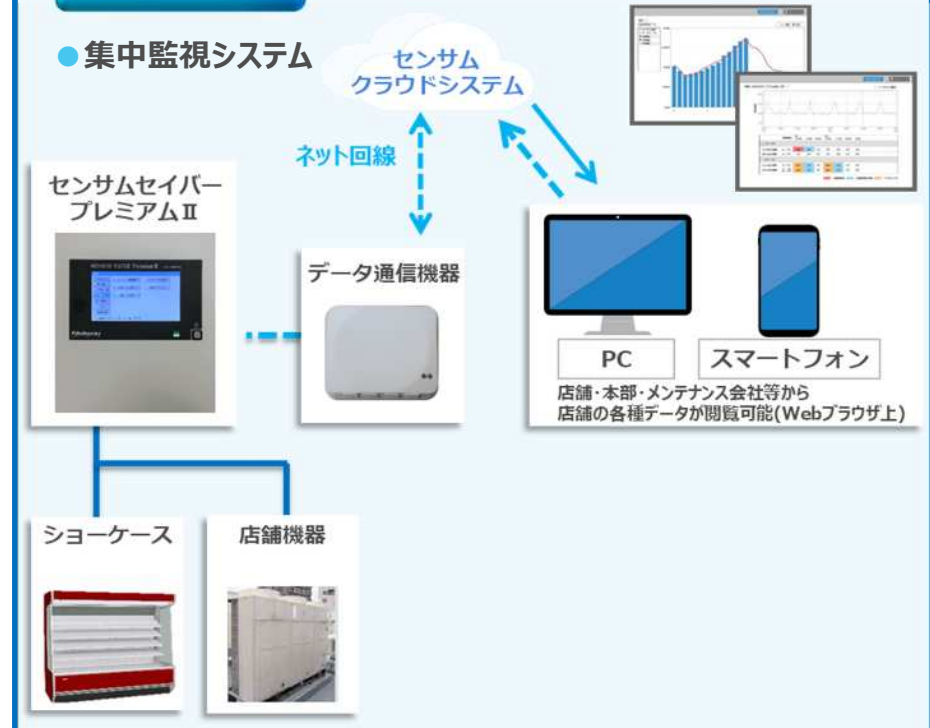 ●集中監視システム
センサム
クラウドシステム
ネット回線
センサムセイバー
プレミアムⅡ
データ通信機器
PC
スマートフォン
店舗・本部・メンテナンス会社等から
店舗の各種データが閲覧可能(Webブラウザ上)
ショーケース
店舗機器